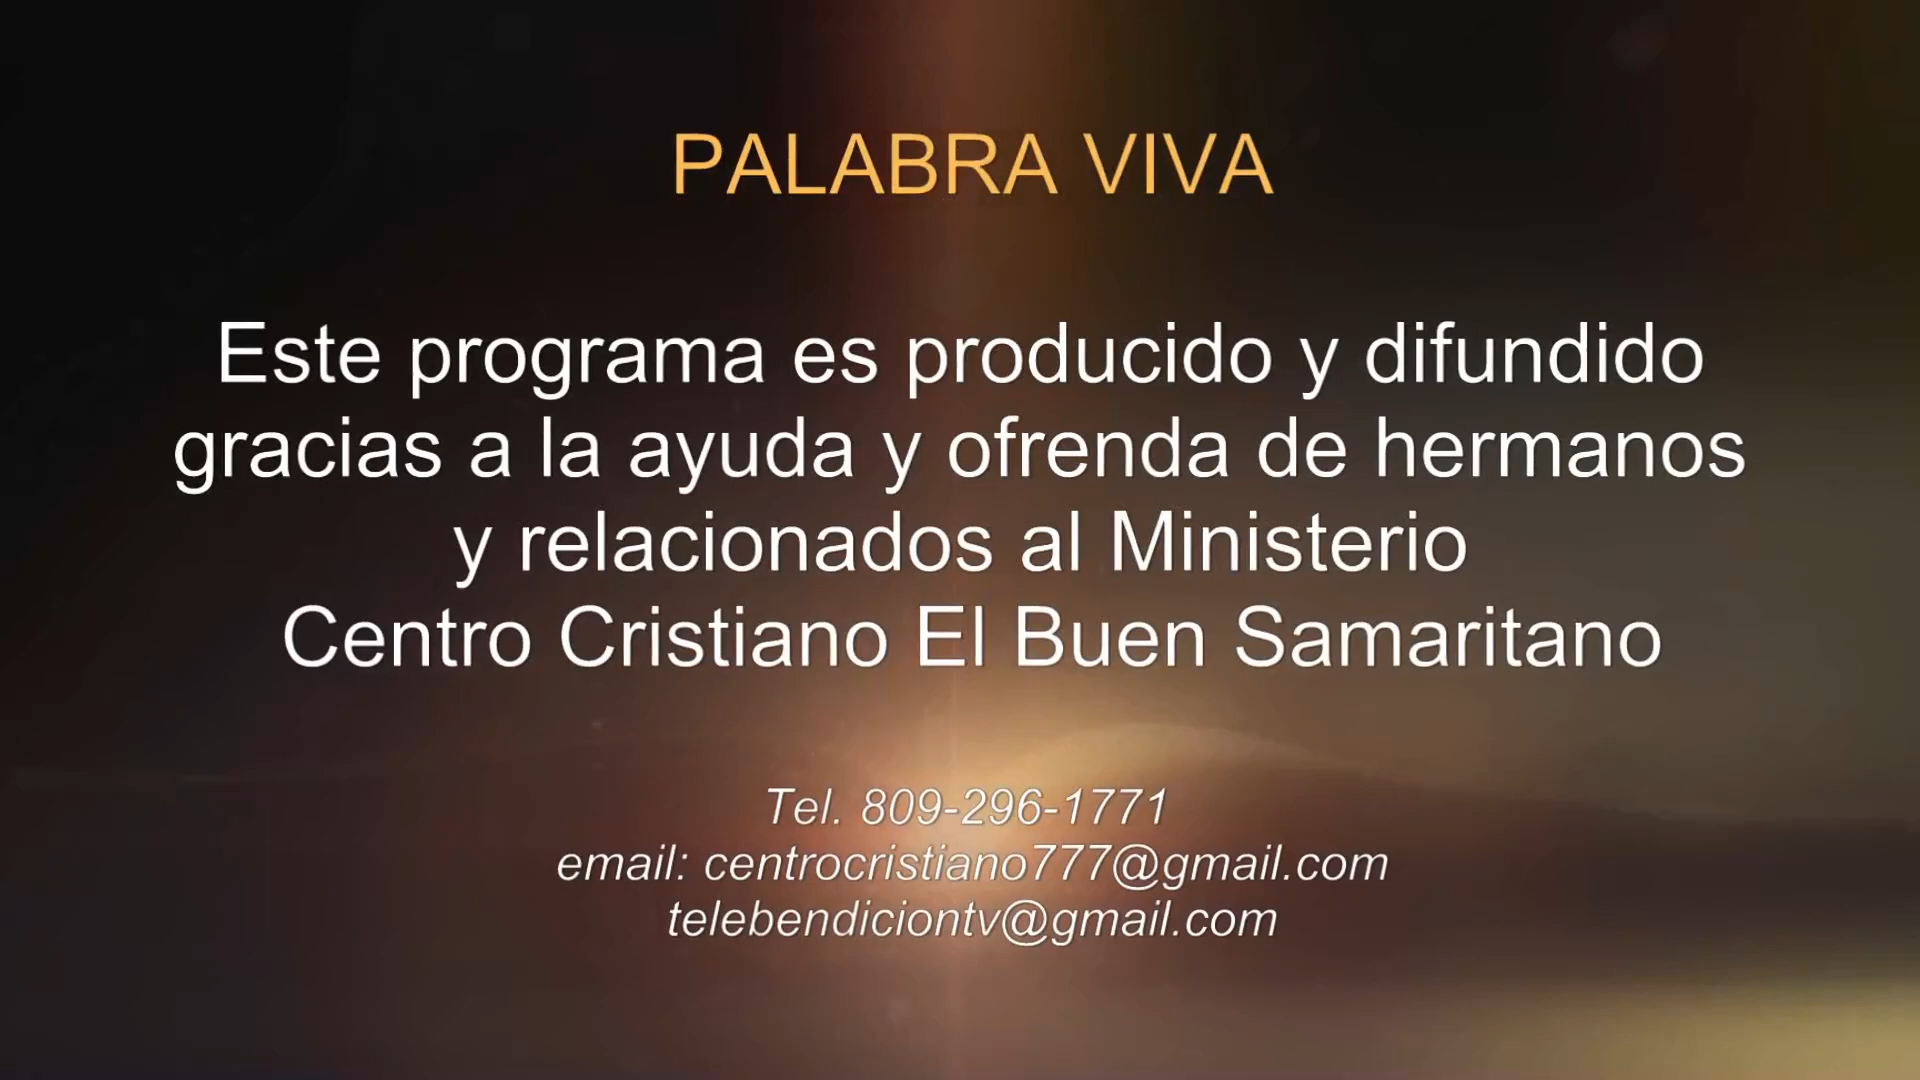 PALABRA VIVA
Este programa es producido y difundido
gracias a la ayuda y ofrenda de hermanos
y relacionados al Ministerio
Centro Cristiano El Buen Samaritano
Tel. 809-296-1771
email: centrocristiano777@gmail.com
telebendiciontv@gmail.com